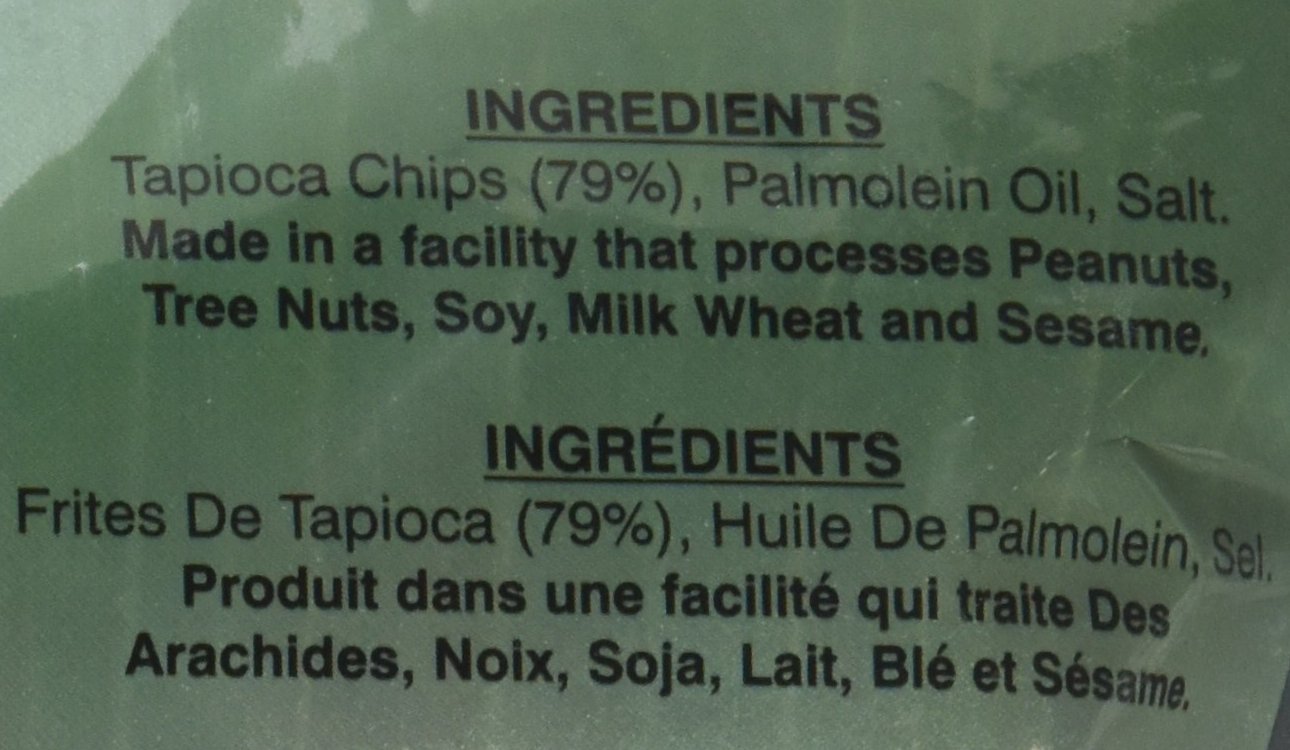 INGREDIENTS
Tapioca Chips (79%), Palmolein Oil, Salt.
Made in a facility that processes Peanuts,
Tree Nuts, Soy, Milk Wheat and Sesame.
INGRÉDIENTS
Frites De Tapioca (79%), Huile De Palmolein, Sel.
Produit dans une facilité qui traite Des
Arachides, Noix, Soja, Lait, Blé et Sésame.